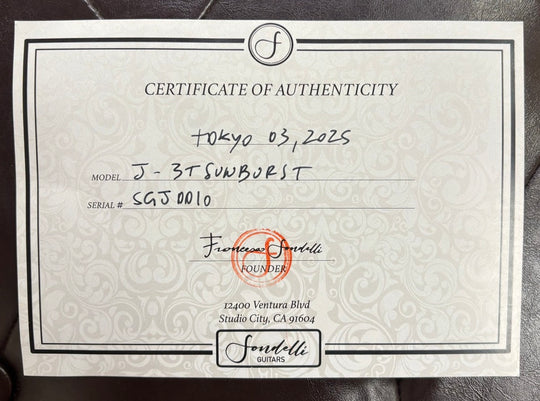 f
CERTIFICATE OF AUTHENTICITY
TOKYO 03, 2025
MODEL J - 3T SUNBURST
SERIAL # SGJ0010
Francesco Sondelli
f
FOUNDER
12400 Ventura Blvd
Studio City, CA 91604
Sondelli
GUITARS